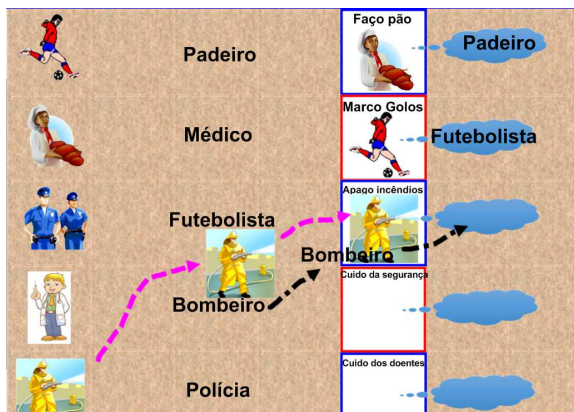 Faço pão
Padeiro
Padeiro
Marco Golos
Médico
Futebolista
Apago incêndios
Futebolista
Bombeiro
Cuido da segurança
Bombeiro
Cuido dos doentes
Polícia